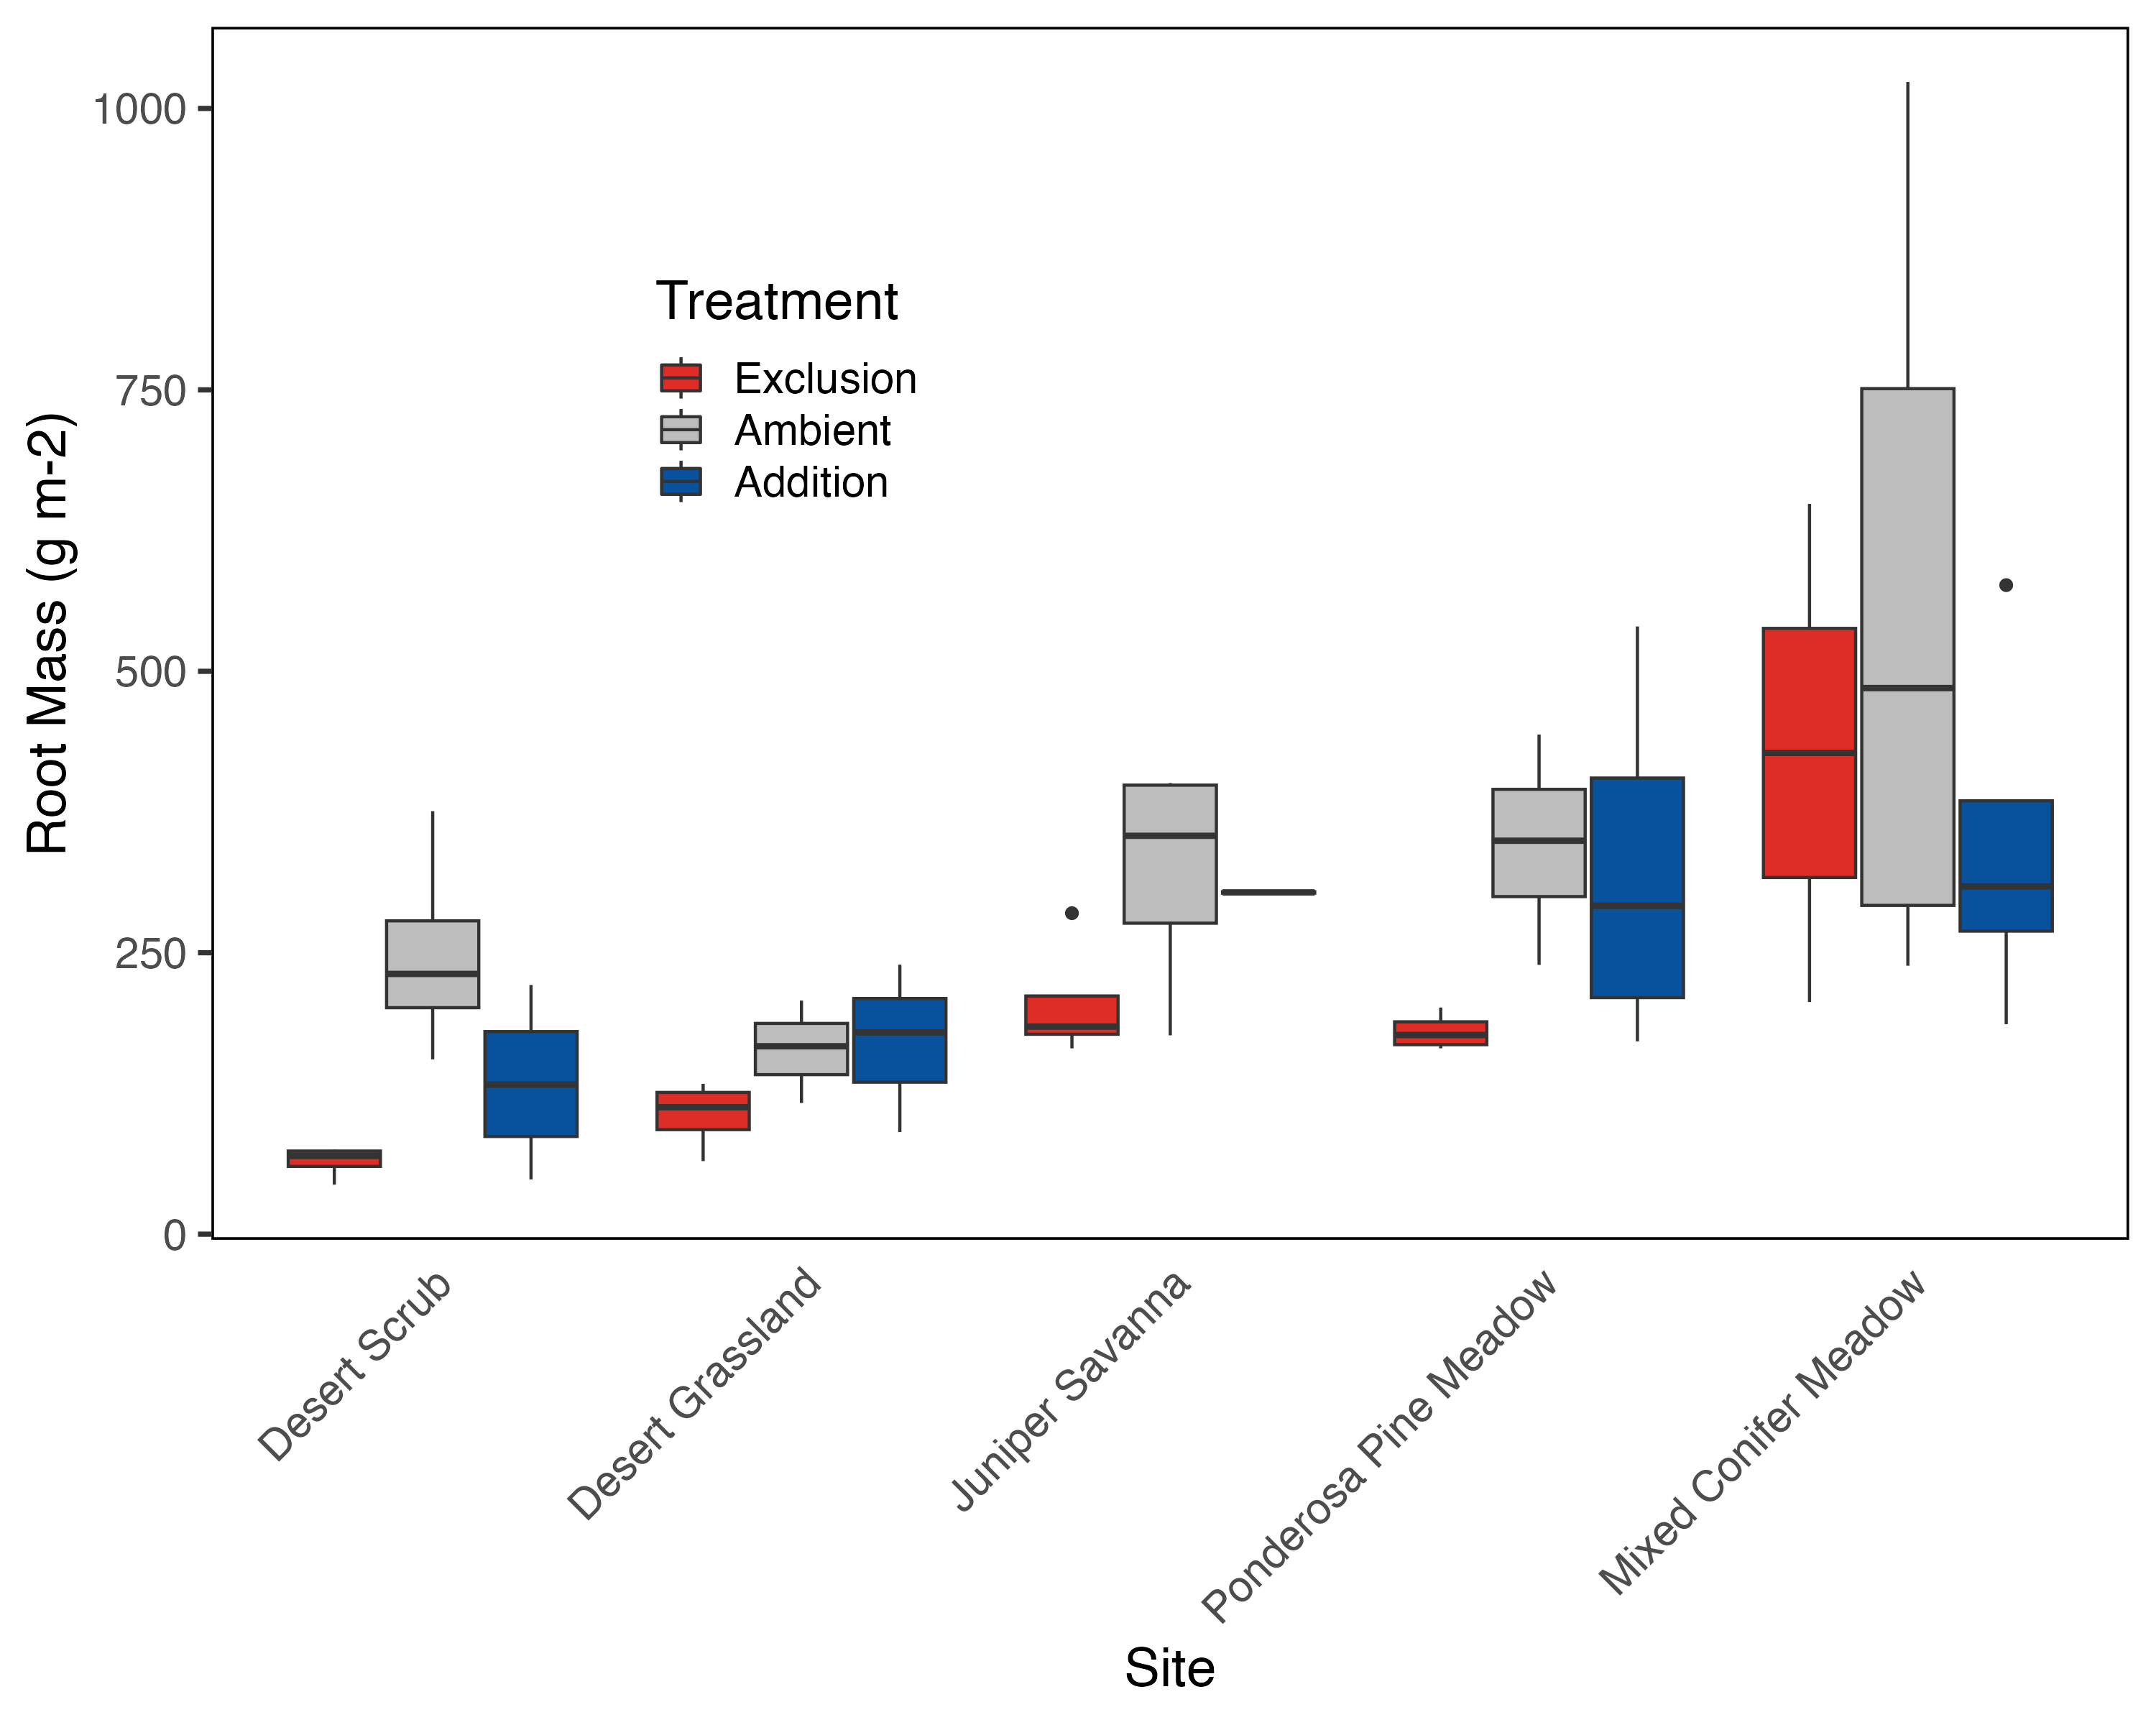 1000
750
500
250
0
Root Mass (g m-2)
Treatment
Exclusion
Ambient
Addition
Desert Scrub
Desert Grassland
Juniper Savanna
Ponderosa Pine Meadow
Mixed Conifer Meadow
Site